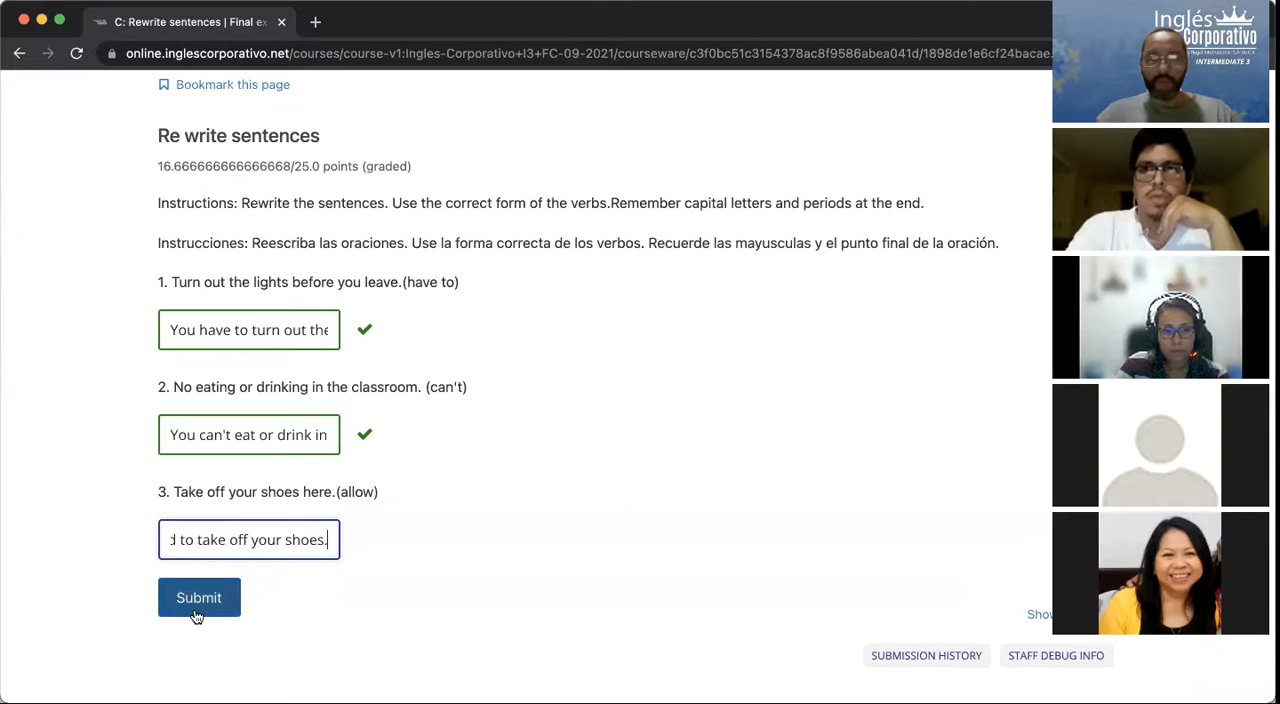 C: Rewrite sentences | Final ex
online.inglescorporativo.net/courses/course-v1:Ingles-Corporativo+I3+FC-09-2021/courseware/c3f0bc51c3154378ac8f9586abea041d/1898de1e6cf24bacae
Inglés
Corporativo
INTERMEDIATE 3
Bookmark this page
Re write sentences
16.666666666666668/25.0 points (graded)
Instructions: Rewrite the sentences. Use the correct form of the verbs.Remember capital letters and periods at the end.
Instrucciones: Reescriba las oraciones. Use la forma correcta de los verbos. Recuerde las mayusculas y el punto final de la oración.
1. Turn out the lights before you leave.(have to)
You have to turn out the
2. No eating or drinking in the classroom. (can't)
You can't eat or drink in
3. Take off your shoes here.(allow)
d to take off your shoes.
Submit
Show
SUBMISSION HISTORY
STAFF DEBUG INFO